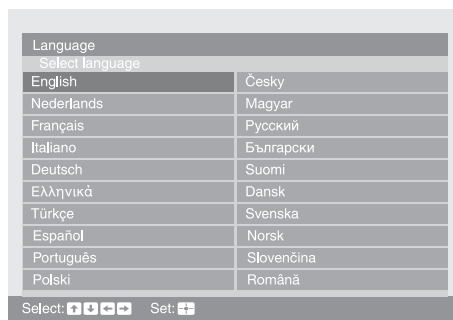 Language
Select language
English Česky
Nederlands Magyar
Français Русский
Italiano Български
Deutsch Suomi
Ελληνικά Dansk
Türkçe Svenska
Español Norsk
Português Slovenčina
Polski Română
Select: Set: